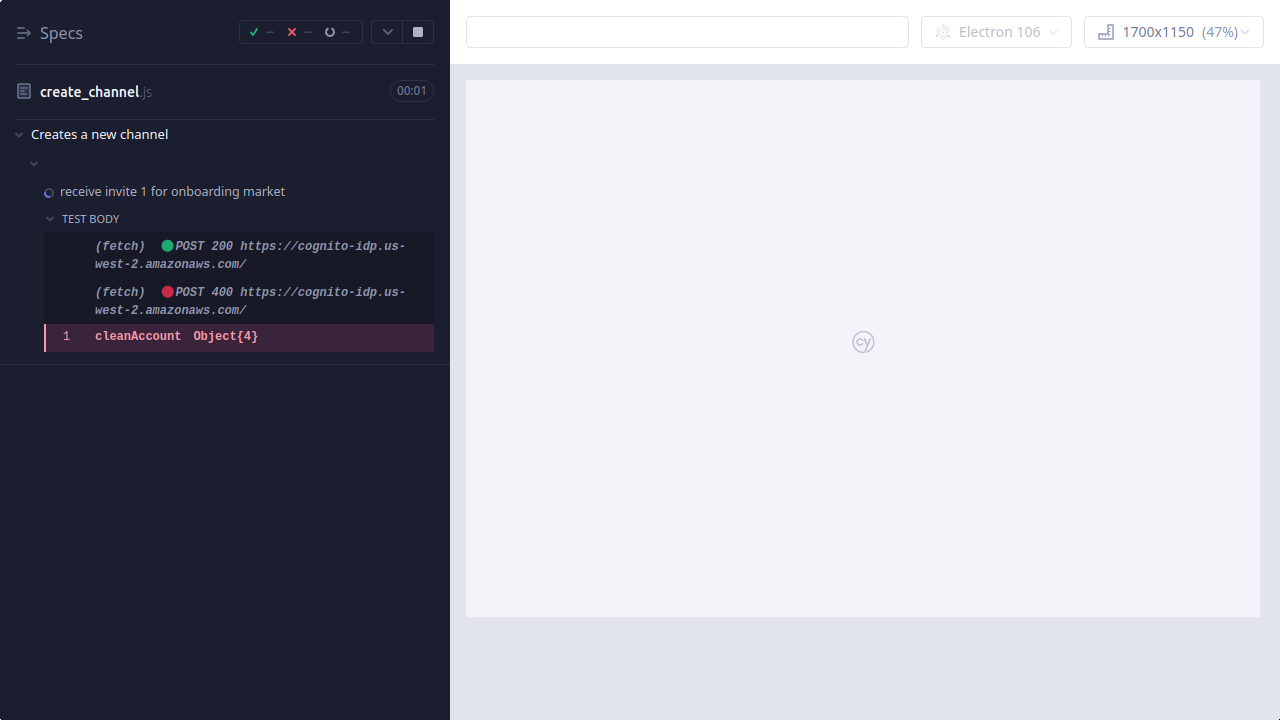 Specs
--
--
--
create_channel.js
00:01
Creates a new channel
receive invite 1 for onboarding market
TEST BODY
(fetch) POST 200 https://cognito-idp.us-
west-2.amazonaws.com/
(fetch) POST 400 https://cognito-idp.us-
west-2.amazonaws.com/
1 cleanAccount Object{4}
Electron 106
1700x1150 (47%)
cy